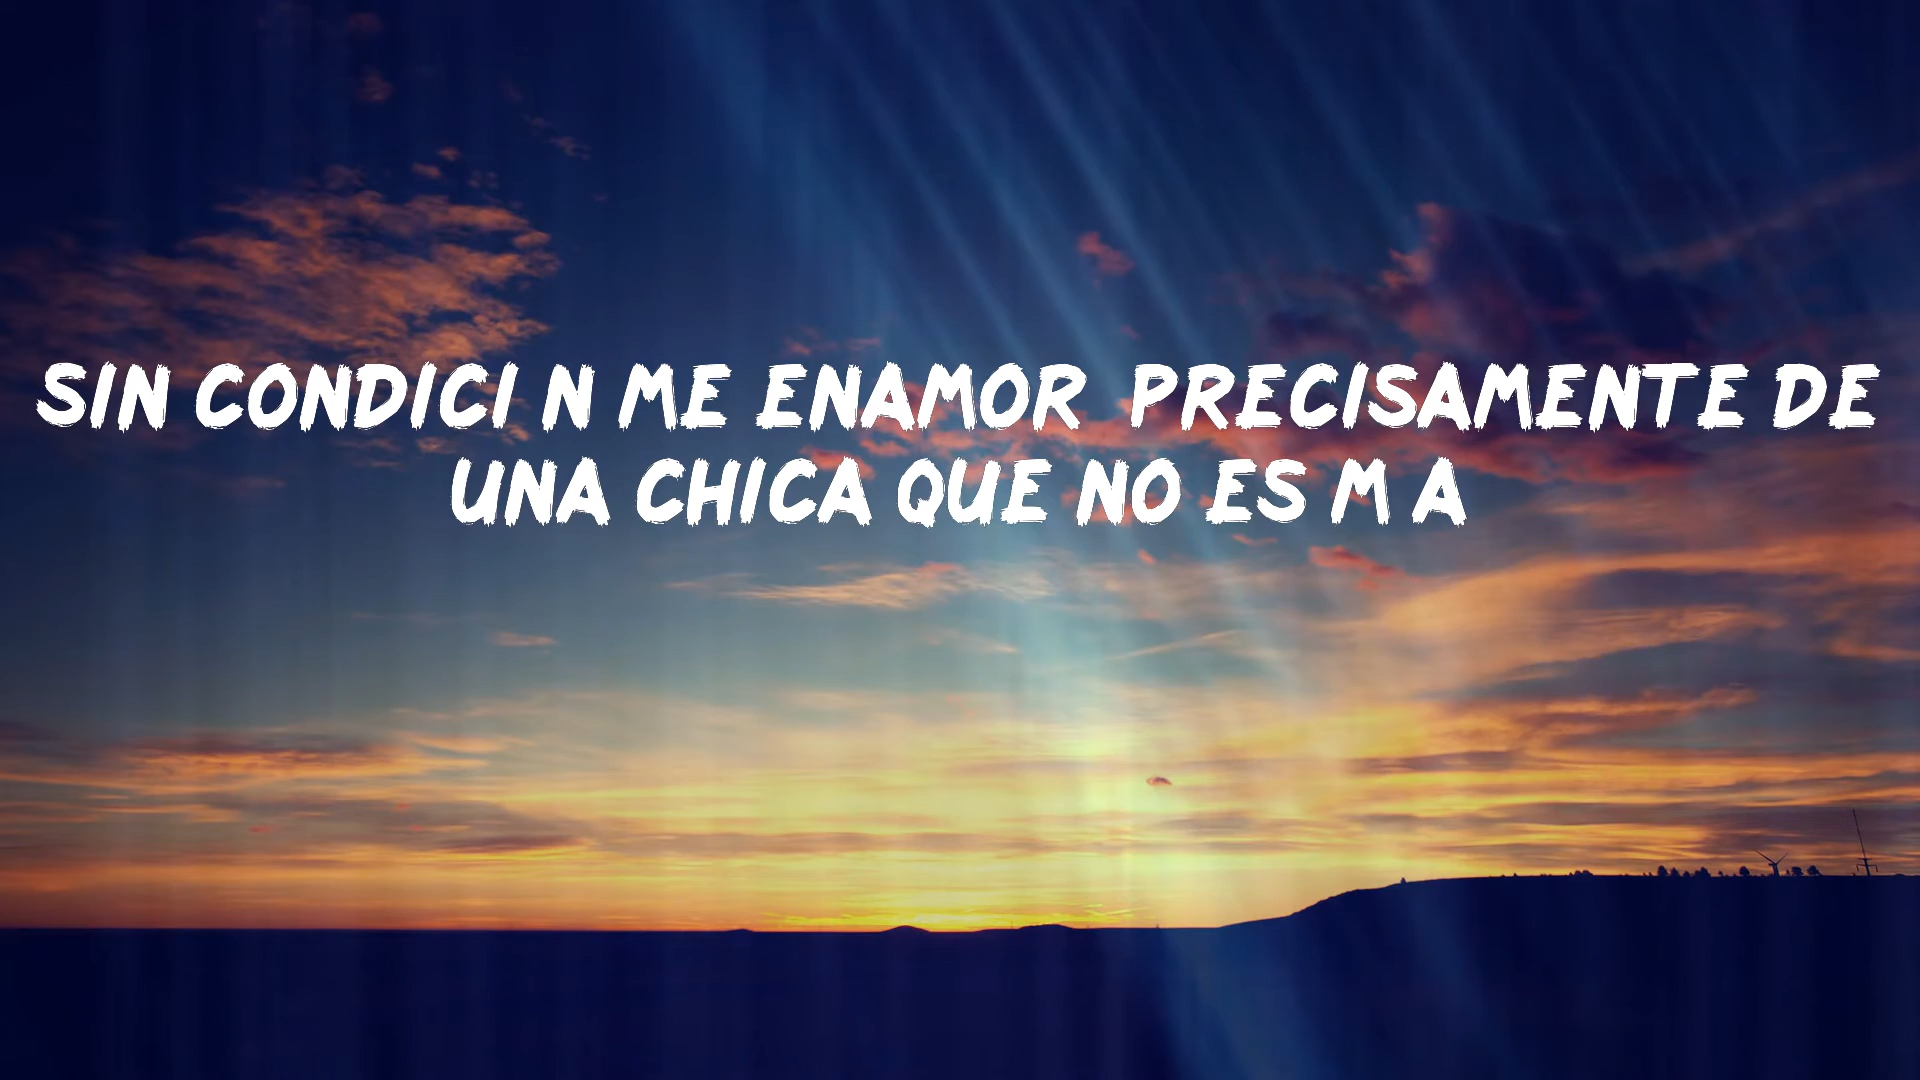 SIN CONDICI N ME ENAMOR  PRECISAMENTE DE
UNA CHICA QUE NO ES M A